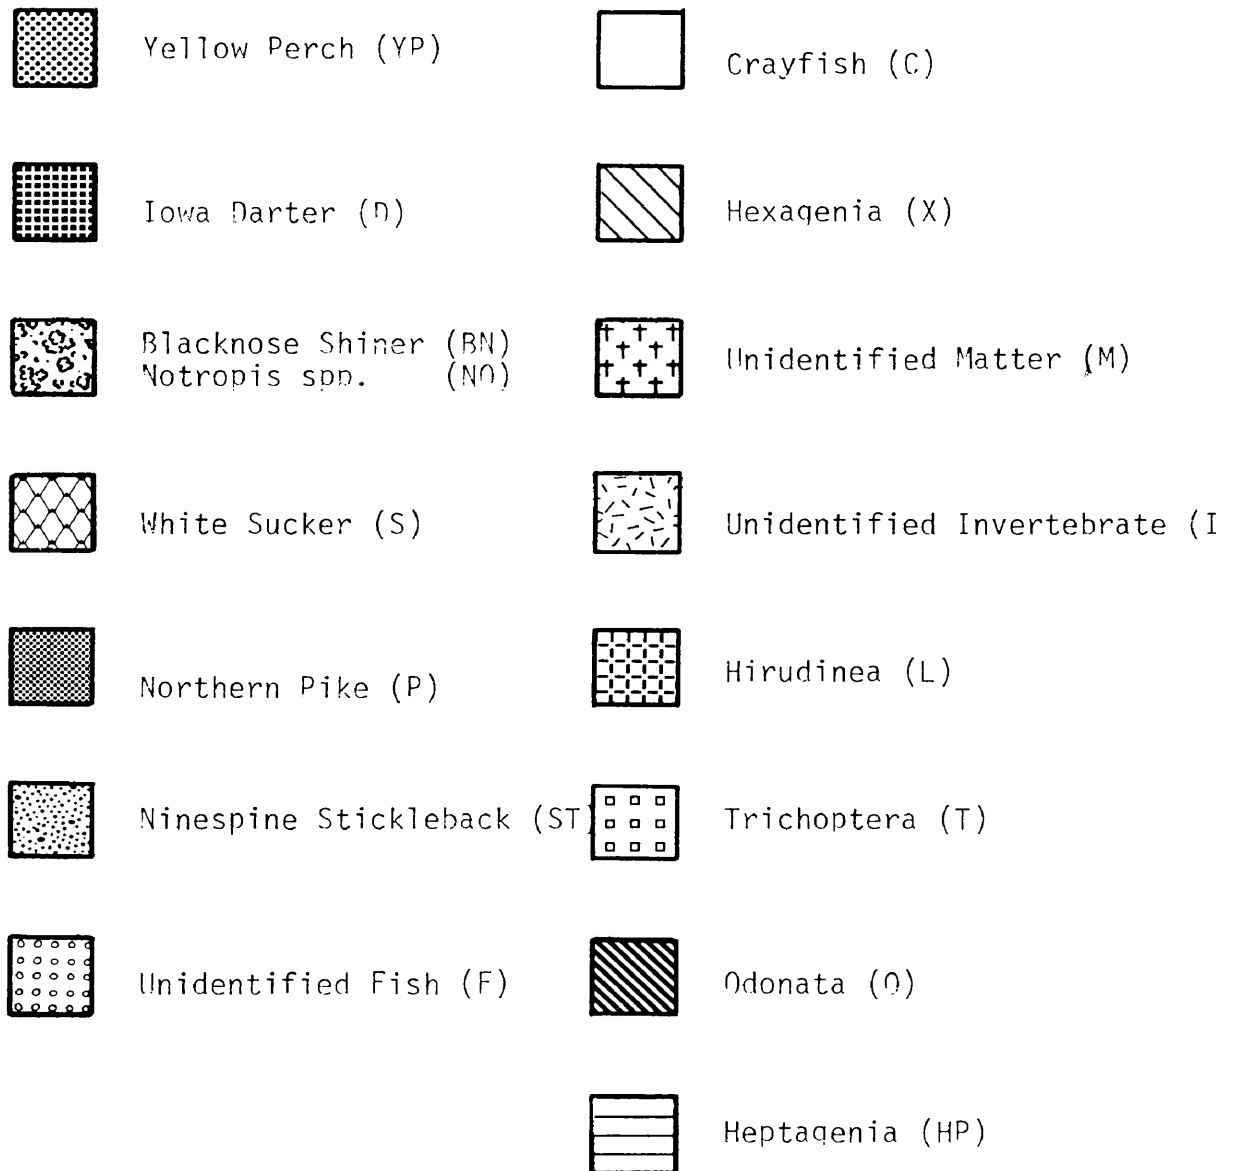 Yellow Perch (YP)
Iowa Darter (D)
Blacknose Shiner (BN)
Notropis spp. (NO)
White Sucker (S)
Northern Pike (P)
Ninespine Stickleback (ST)
Unidentified Fish (F)
Crayfish (C)
Hexagenia (X)
Unidentified Matter (M)
Unidentified Invertebrate (I
Hirudinea (L)
Trichoptera (T)
Odonata (O)
Heptagenia (HP)